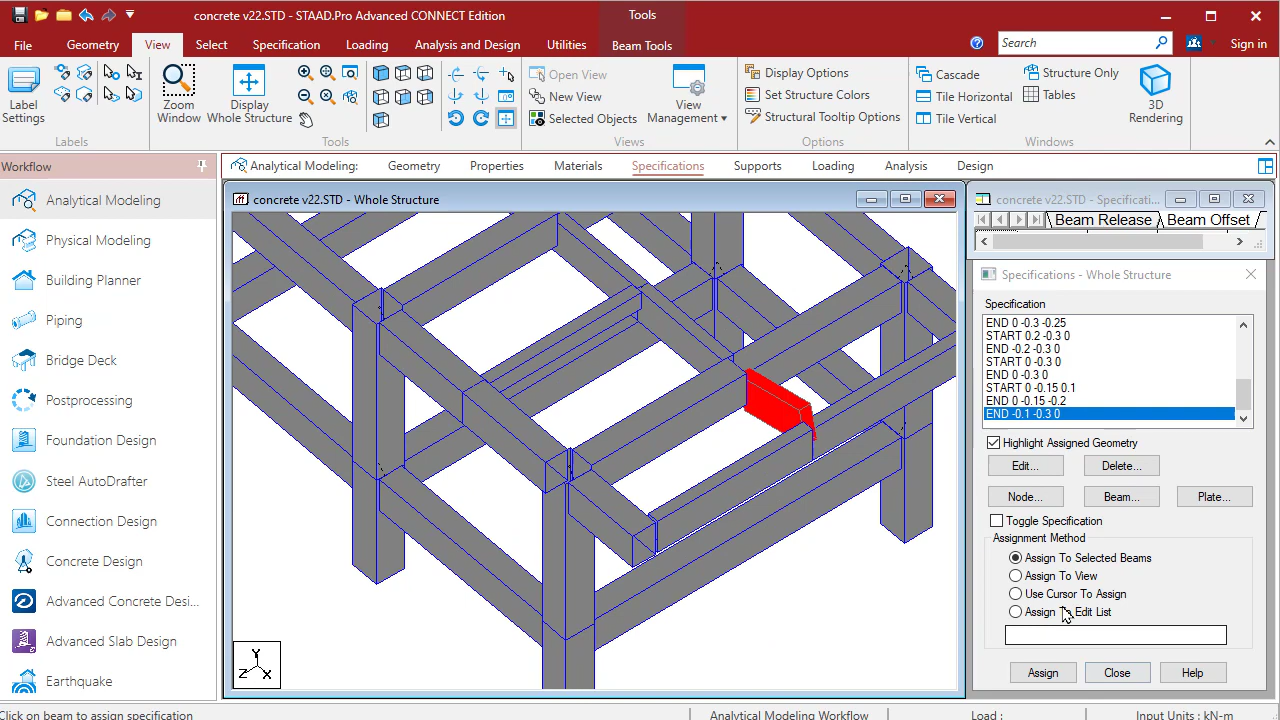 concrete v22.STD - STAAD.Pro Advanced CONNECT Edition
Tools
File
Geometry
View
Select
Specification
Loading
Analysis and Design
Utilities
Beam Tools
Search
Sign in
Label
Settings
Zoom
Window
Display
Whole Structure
Open View
New View
Selected Objects
View
Management
Display Options
Set Structure Colors
Structural Tooltip Options
Cascade
Tile Horizontal
Tile Vertical
Structure Only
Tables
3D
Rendering
Labels
Tools
Views
Options
Windows
Workflow
Analytical Modeling:
Geometry
Properties
Materials
Specifications
Supports
Loading
Analysis
Design
Analytical Modeling
Physical Modeling
Building Planner
Piping
Bridge Deck
Postprocessing
Foundation Design
Steel AutoDrafter
Connection Design
Concrete Design
Advanced Concrete Desi...
Advanced Slab Design
Earthquake
concrete v22.STD - Whole Structure
Y
Z X
concrete v22.STD - Specificati...
Beam Release
Beam Offset
Specifications - Whole Structure
Specification
END 0 -0.3 -0.25
START 0.2 -0.3 0
END -0.2 -0.3 0
START 0 -0.3 0
END 0 -0.3 0
START 0 -0.15 0.1
END 0 -0.15 -0.2
END -0.1 -0.3 0
Highlight Assigned Geometry
Edit...
Delete...
Node...
Beam...
Plate...
Toggle Specification
Assignment Method
Assign To Selected Beams
Assign To View
Use Cursor To Assign
Assign To Edit List
Assign
Close
Help
Click on beam to assign specification
Analytical Modeling Workflow
Load :
Input Units : kN-m